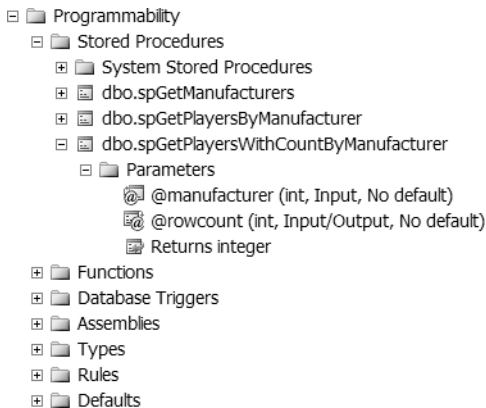 Programmability
Stored Procedures
System Stored Procedures
dbo.spGetManufacturers
dbo.spGetPlayersByManufacturer
dbo.spGetPlayersWithCountByManufacturer
Parameters
@manufacturer (int, Input, No default)
@rowcount (int, Input/Output, No default)
Returns integer
Functions
Database Triggers
Assemblies
Types
Rules
Defaults